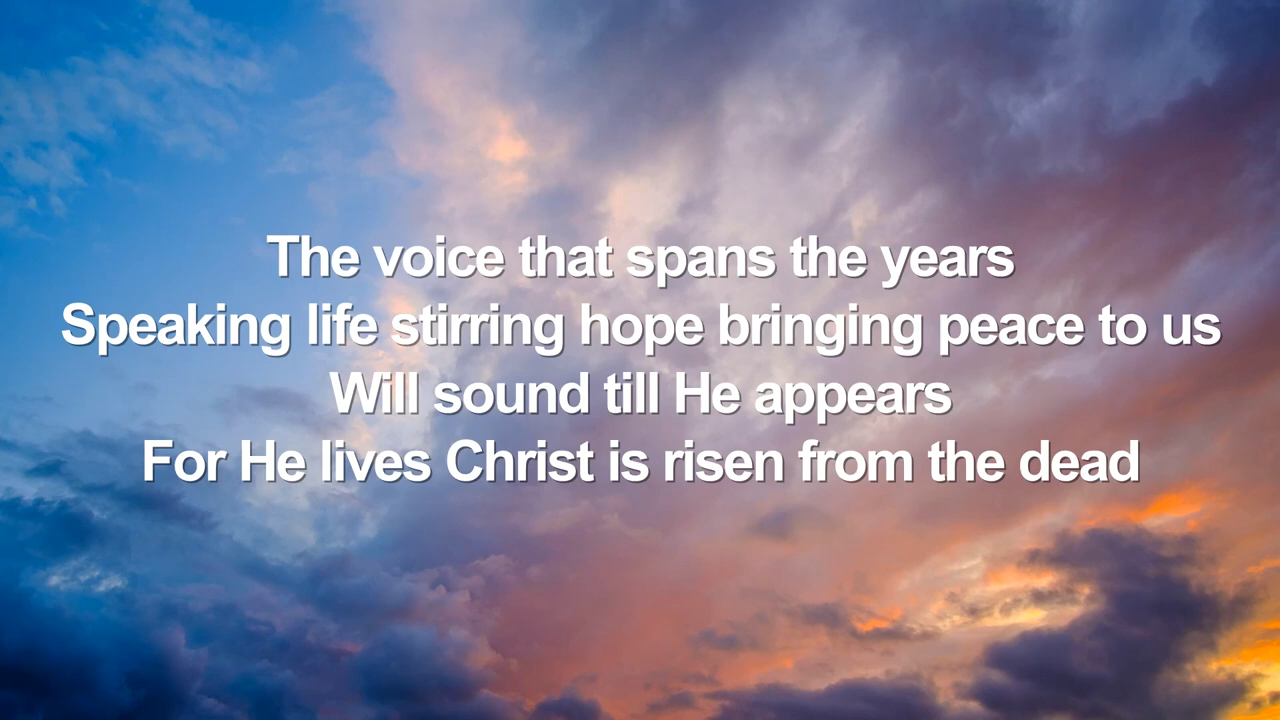 The voice that spans the years
Speaking life stirring hope bringing peace to us
Will sound till He appears
For He lives Christ is risen from the dead